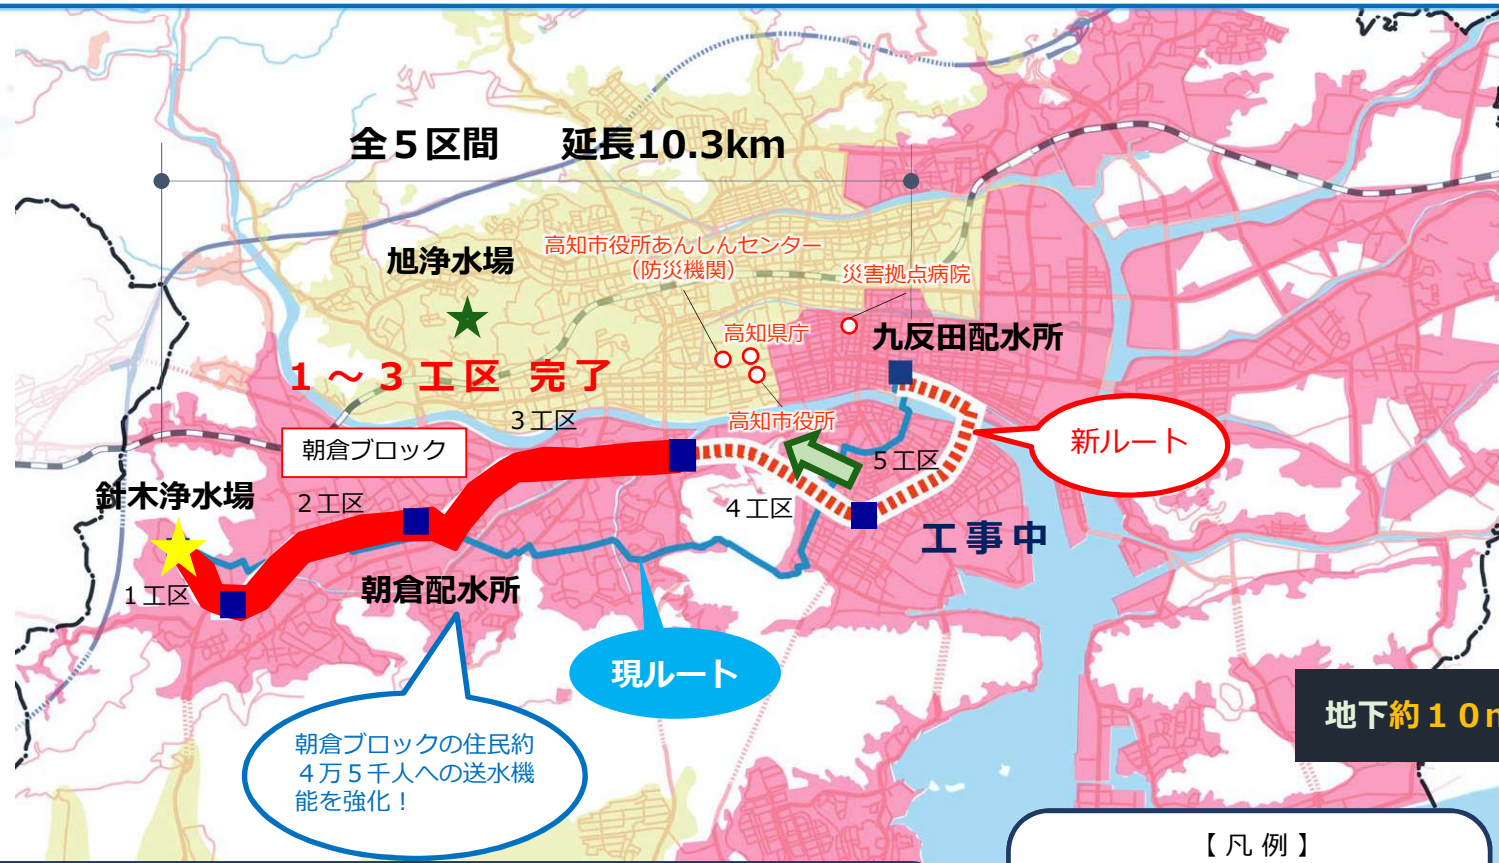 全５区間　延長10.3km
旭浄水場
高知市役所あんしんセンター
（防災機関）
災害拠点病院
高知県庁
九反田配水所
１～３工区 完了
３工区
高知市役所
新ルート
朝倉ブロック
５工区
針木浄水場
２工区
４工区
工事中
１工区
朝倉配水所
現ルート
地下約１０m
朝倉ブロックの住民約
４万５千人への送水機
能を強化！
【凡例】